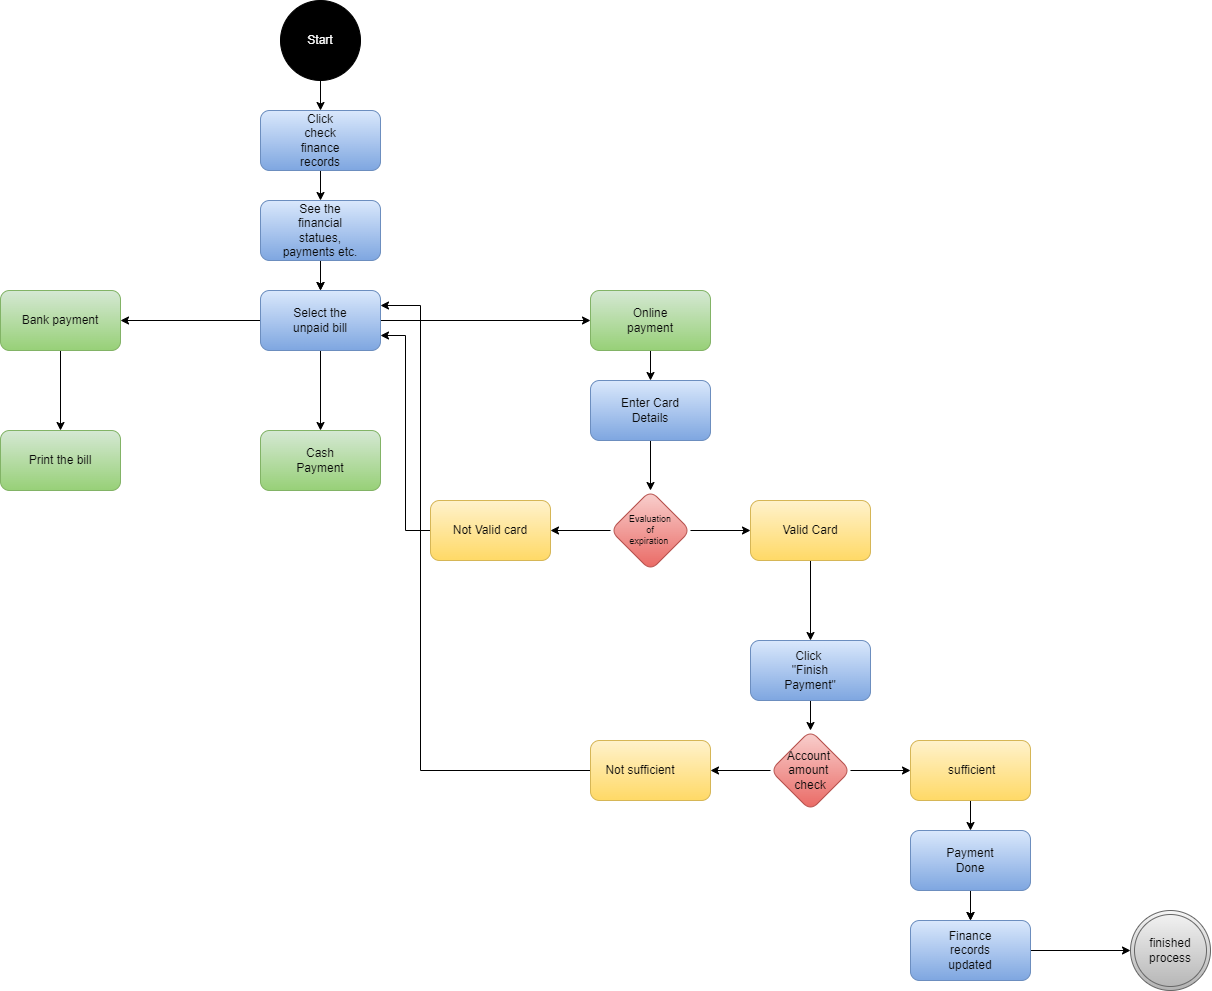 Start
Click
check
finance
records
See the
financial
statues,
payments etc.
Bank payment
Select the
unpaid bill
Online
payment
Enter Card
Details
Print the bill
Cash
Payment
Not Valid card
Evaluation
of
expiration
Valid Card
Click
"Finish
Payment"
Not sufficient
Account
amount
check
sufficient
Payment
Done
Finance
records
updated
finished
process